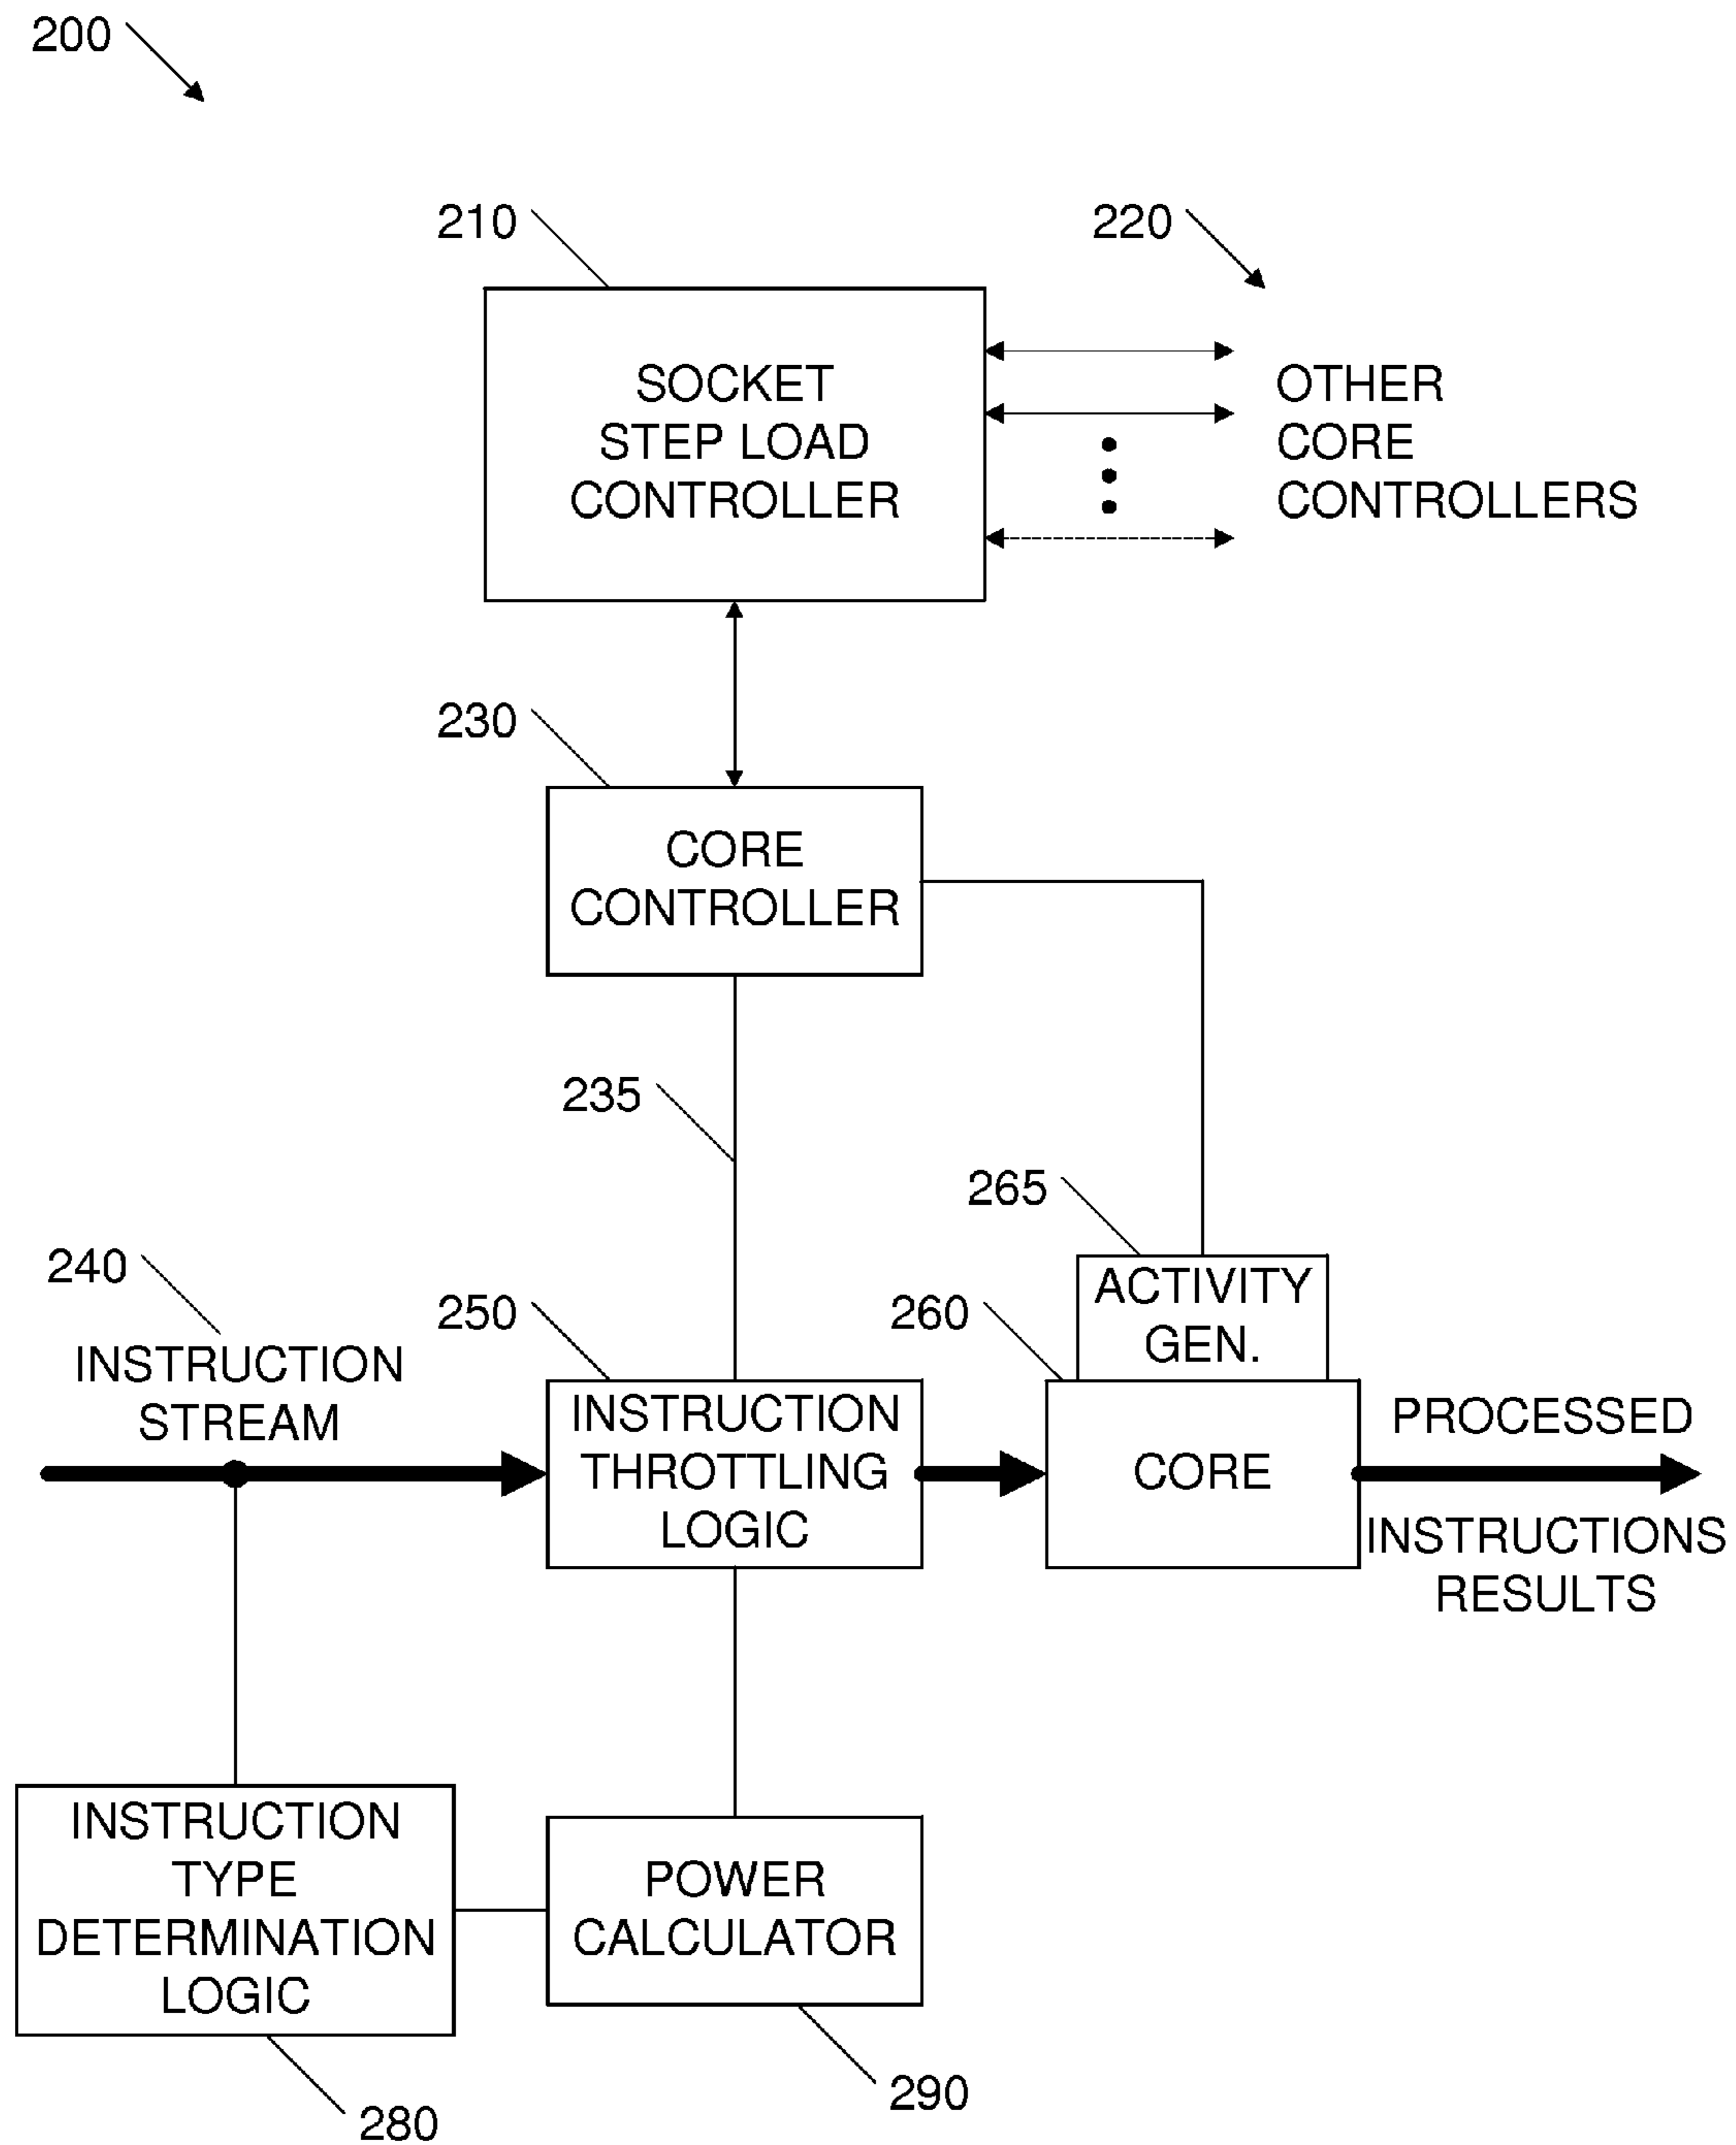 200
210
220
SOCKET
STEP LOAD
CONTROLLER
OTHER
CORE
CONTROLLERS
230
CORE
CONTROLLER
235
265
ACTIVITY
GEN.
240
INSTRUCTION
STREAM
250
INSTRUCTION
THROTTLING
LOGIC
260
CORE
PROCESSED
INSTRUCTIONS
RESULTS
INSTRUCTION
TYPE
DETERMINATION
LOGIC
280
POWER
CALCULATOR
290